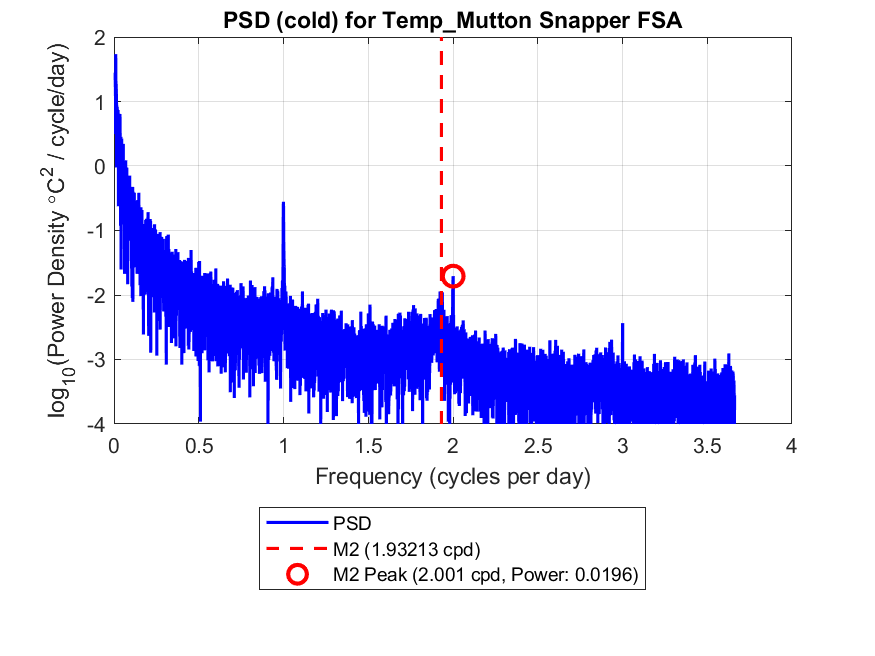 PSD (cold) for Temp_Mutton Snapper FSA
log10(Power Density °C2 / cycle/day)
2
1
0
-1
-2
-3
-4
0 0.5 1 1.5 2 2.5 3 3.5 4
Frequency (cycles per day)
PSD
M2 (1.93213 cpd)
M2 Peak (2.001 cpd, Power: 0.0196)